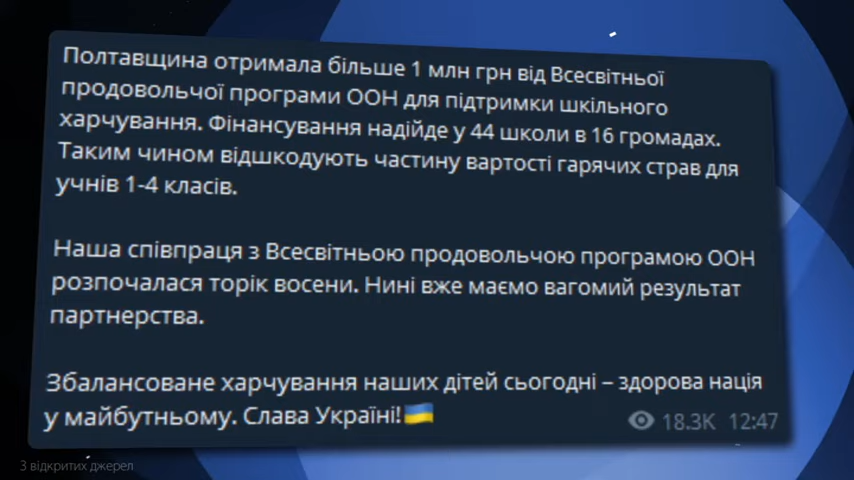 Полтавщина отримала більше 1 млн грн від Всесвітньої
продовольчої програми ООН для підтримки шкільного
харчування. Фінансування надійде у 44 школи в 16 громадах.
Таким чином відшкодують частину вартості гарячих страв для
учнів 1-4 класів.
Наша співпраця з Всесвітньою продовольчою програмою ООН
розпочалася торік восени. Нині вже маємо вагомий результат
партнерства.
Збалансоване харчування наших дітей сьогодні – здорова нація
у майбутньому. Слава Україні!🇺🇦
18.3K 12:47
З відкритих джерел